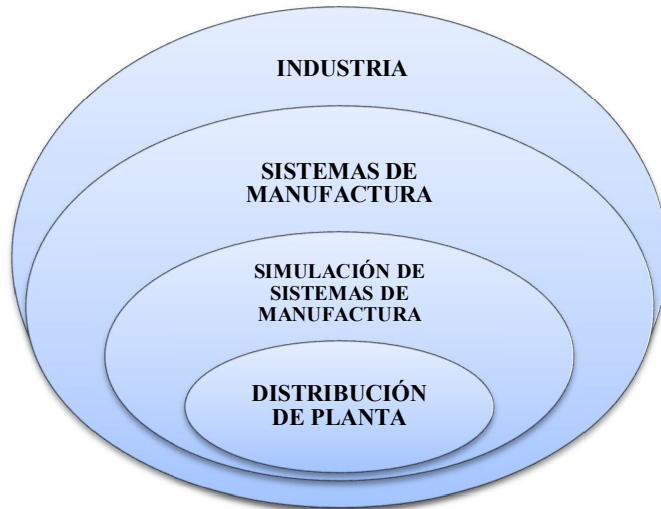 INDUSTRIA
SISTEMAS DE
MANUFACTURA
SIMULACIÓN DE
SISTEMAS DE
MANUFACTURA
DISTRIBUCIÓN
DE PLANTA